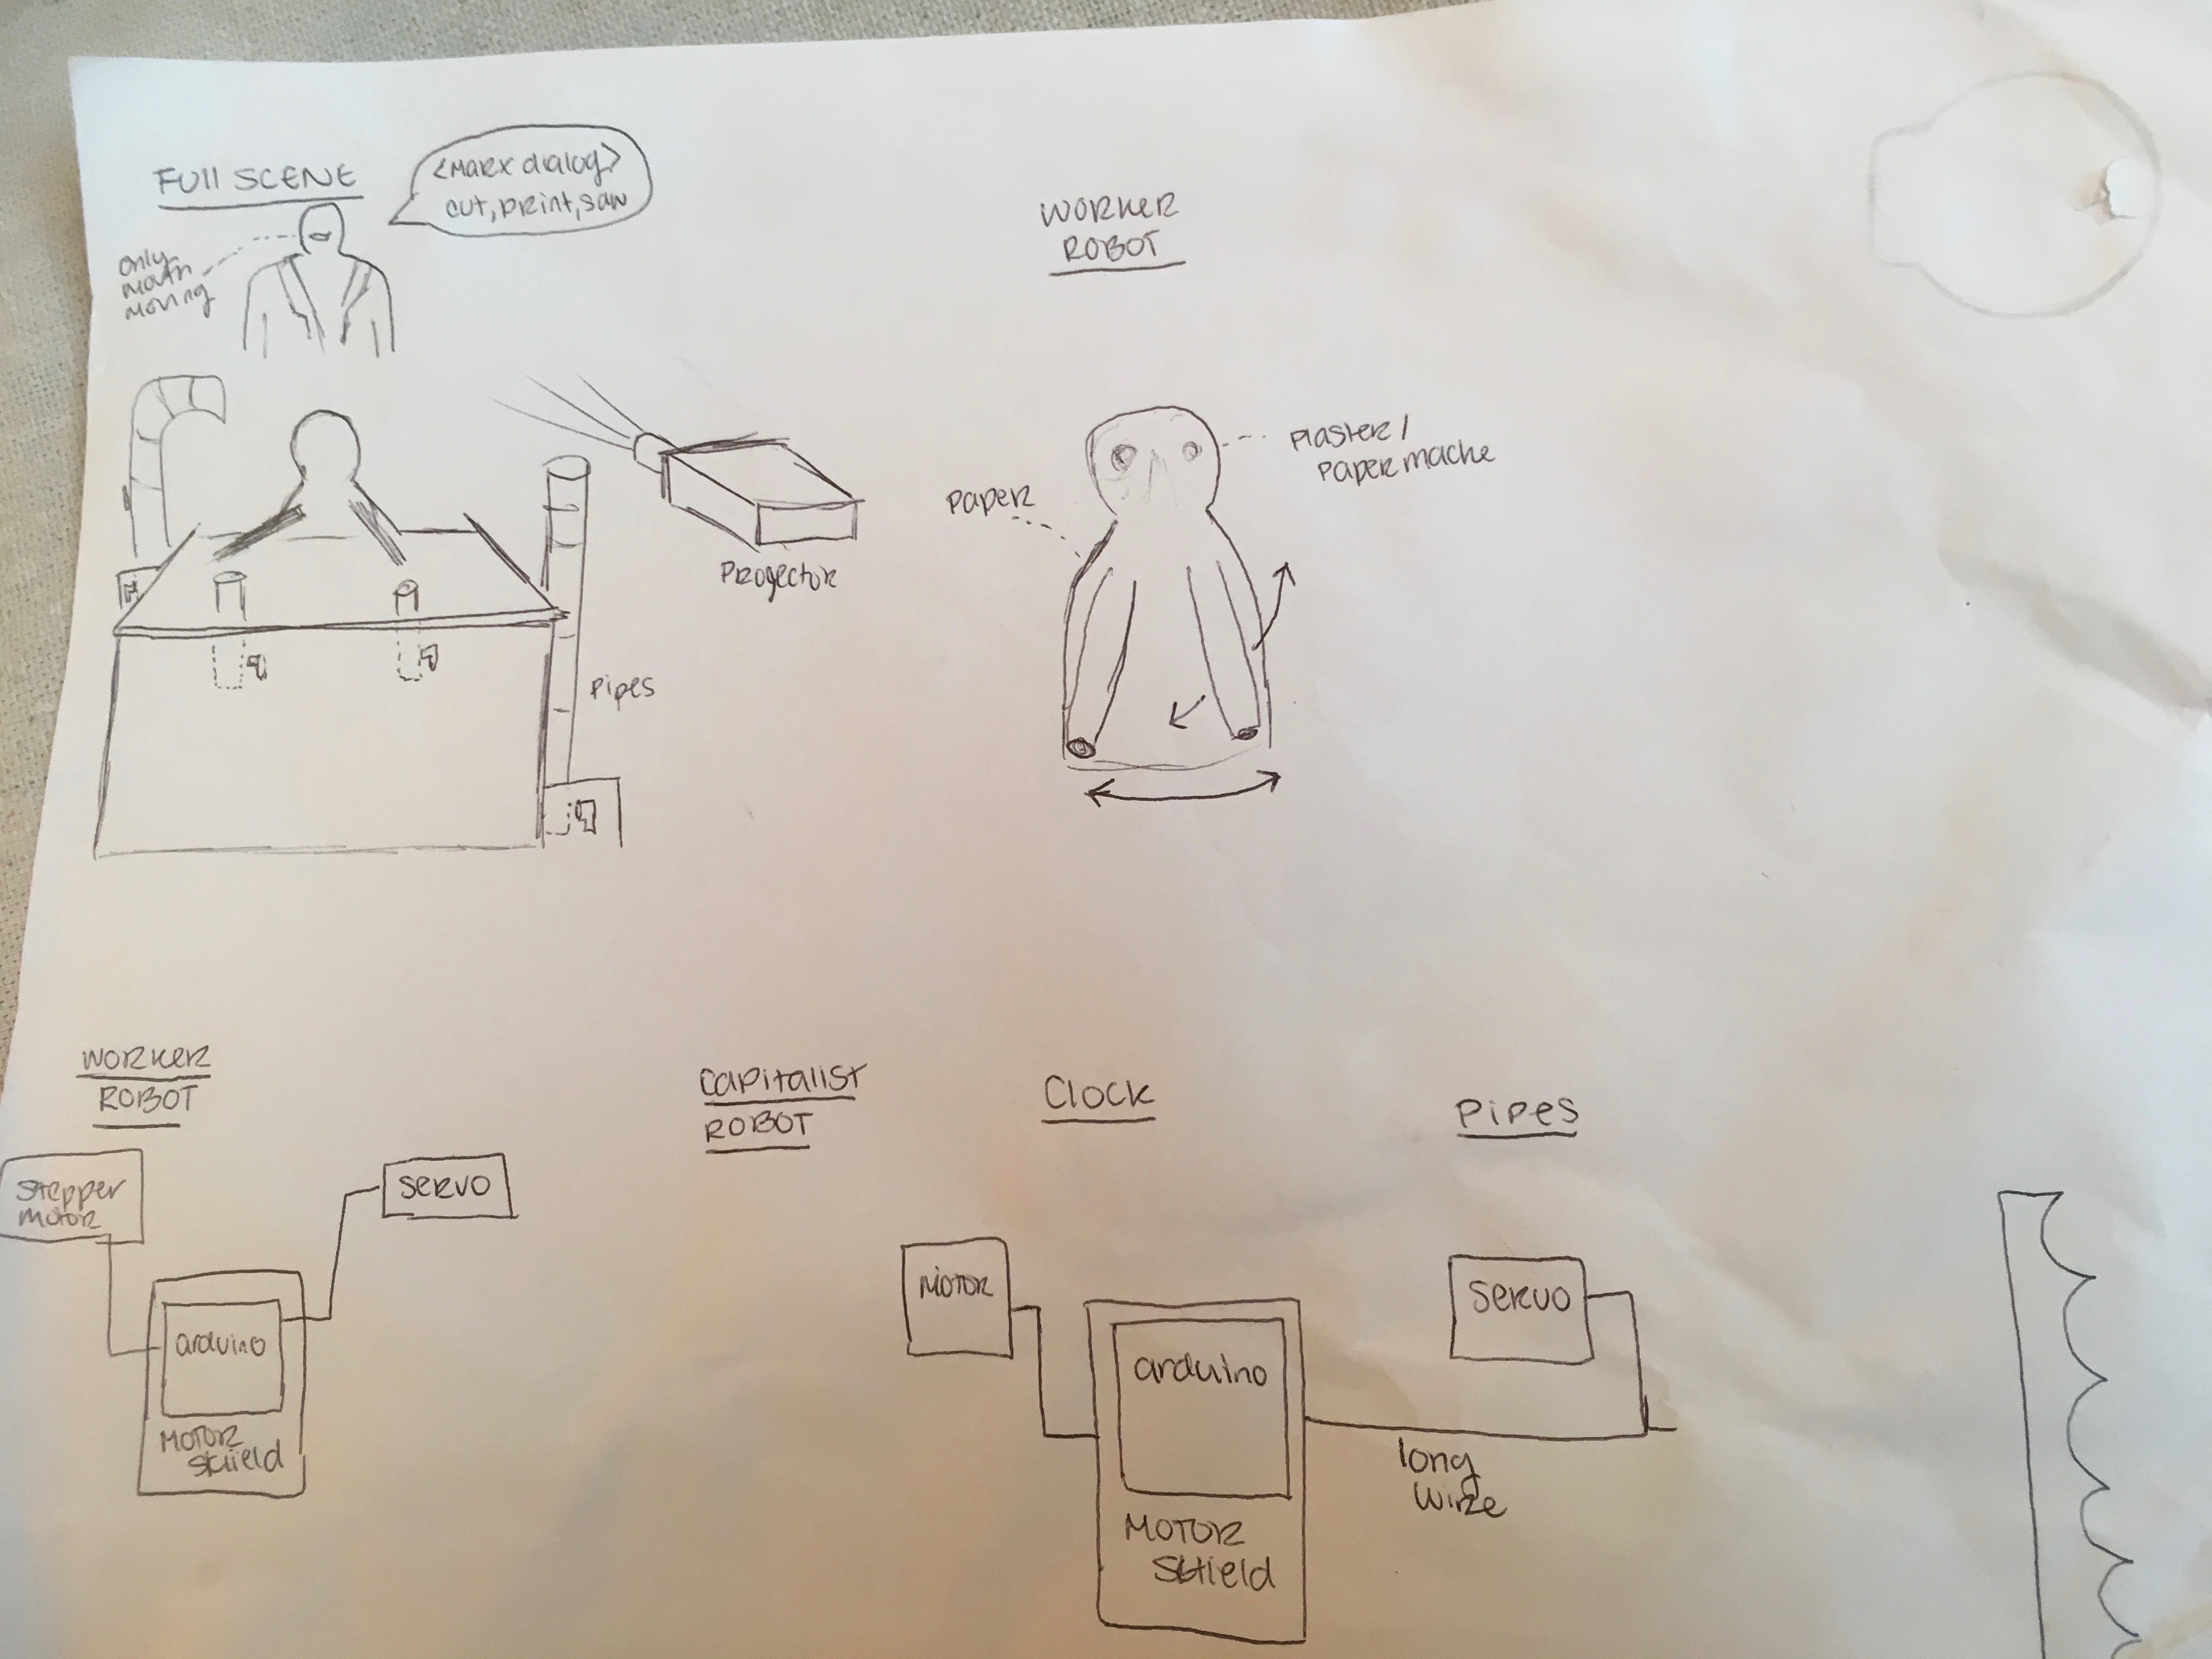 FUll SCENE
<MARX dialog>
cut, print, saw
only
mouth
moving
Progector
Pipes
WORKER
ROBOT
Plaster/
Paper mache
Paper
WORKER
ROBOT
Stepper
motor
Servo
arduino
MOTOR
Shield
Capitalist
ROBOT
Clock
MOTOR
arduino
MOTOR
Shield
Pipes
Servo
long
wire